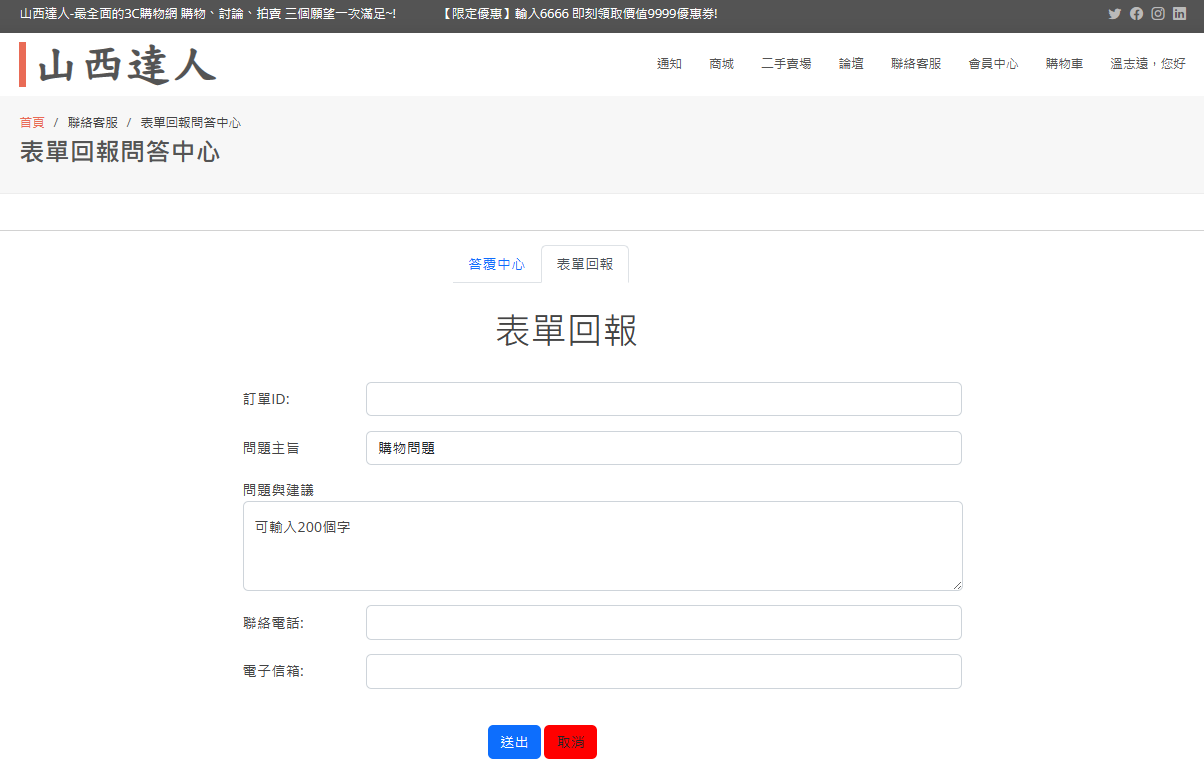 山西達人-最全面的3C購物網 購物、討論、拍賣 三個願望一次滿足~! 【限定優惠】輸入6666 即刻領取價值9999優惠券!
山西達人
通知 商城 二手賣場 論壇 聯絡客服 會員中心 購物車 溫志遠，您好
首頁 / 聯絡客服 / 表單回報問答中心
表單回報問答中心
答覆中心 表單回報
表單回報
訂單ID:
問題主旨 購物問題
問題與建議
可輸入200個字
聯絡電話:
電子信箱:
送出 取消